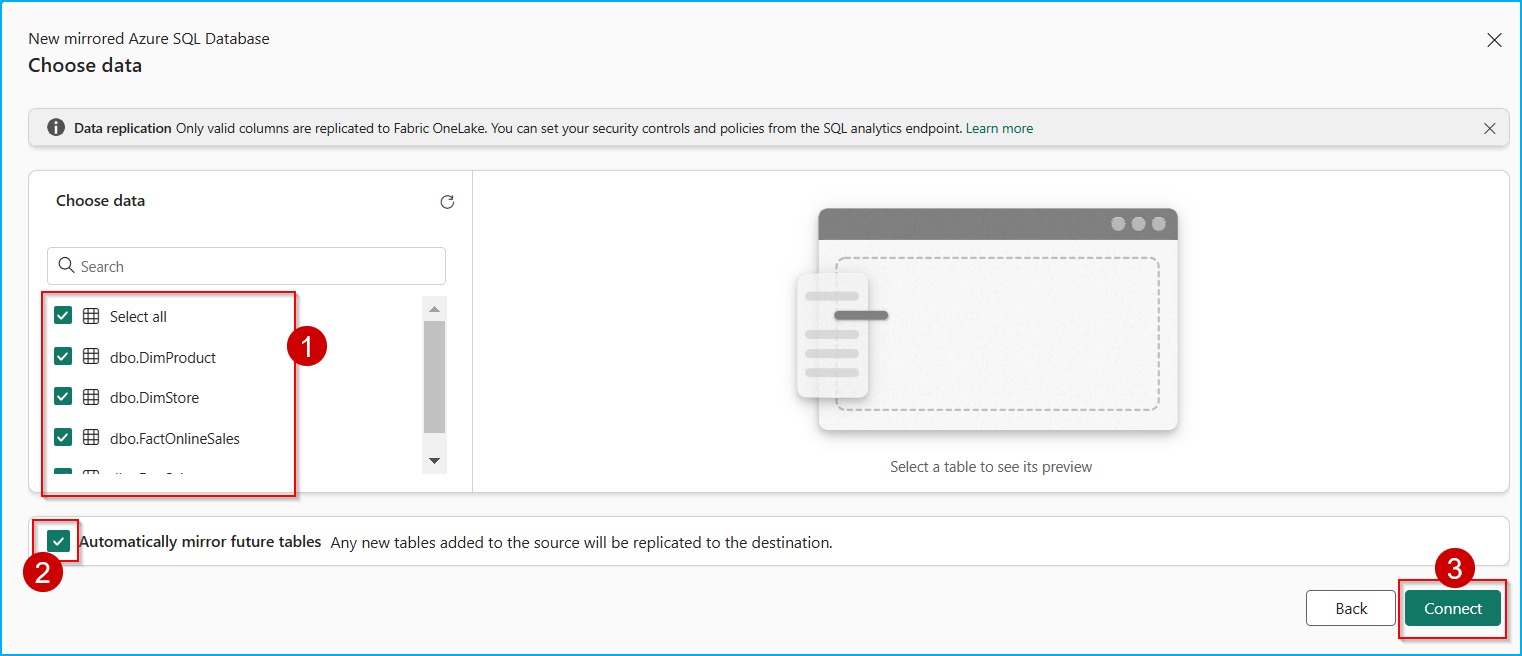 New mirrored Azure SQL Database
Choose data
Data replication Only valid columns are replicated to Fabric OneLake. You can set your security controls and policies from the SQL analytics endpoint. Learn more
Choose data
Search
Select all
1
dbo.DimProduct
dbo.DimStore
dbo.FactOnlineSales
Select a table to see its preview
Automatically mirror future tables Any new tables added to the source will be replicated to the destination.
2
3
Back
Connect